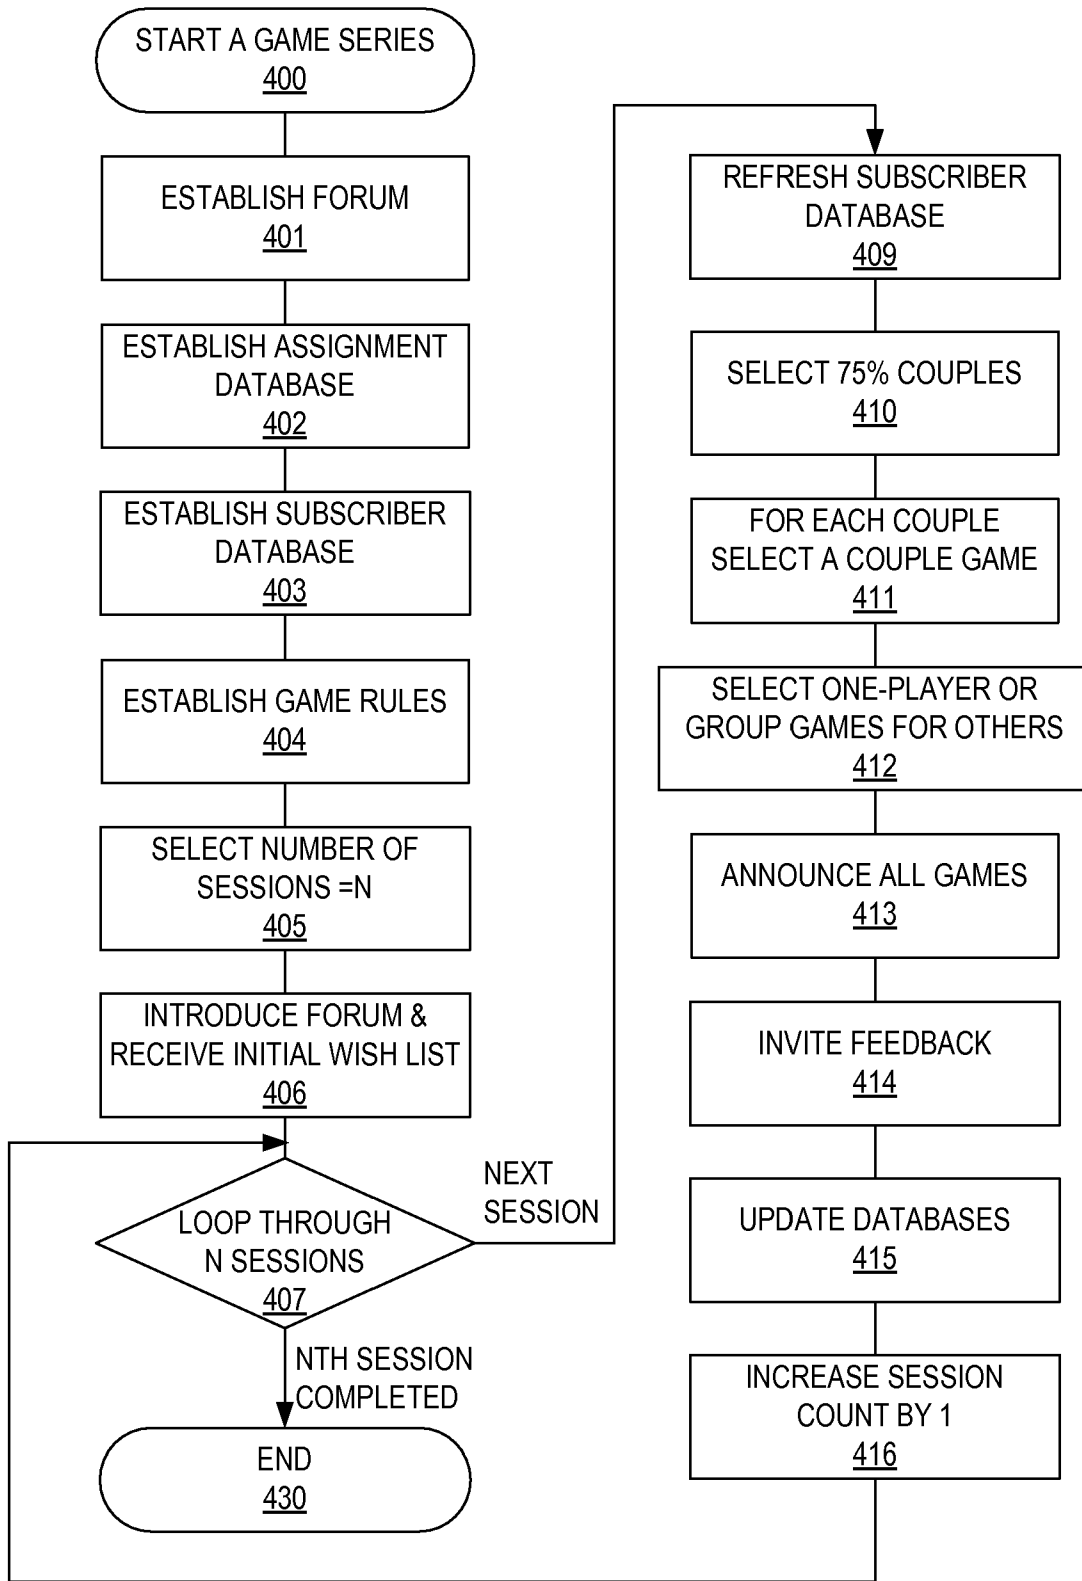 START A GAME SERIES
400
ESTABLISH FORUM
401
ESTABLISH ASSIGNMENT
DATABASE
402
ESTABLISH SUBSCRIBER
DATABASE
403
ESTABLISH GAME RULES
404
SELECT NUMBER OF
SESSIONS =N
405
INTRODUCE FORUM &
RECEIVE INITIAL WISH LIST
406
LOOP THROUGH
N SESSIONS
407
NEXT
SESSION
NTH SESSION
COMPLETED
END
430
REFRESH SUBSCRIBER
DATABASE
409
SELECT 75% COUPLES
410
FOR EACH COUPLE
SELECT A COUPLE GAME
411
SELECT ONE-PLAYER OR
GROUP GAMES FOR OTHERS
412
ANNOUNCE ALL GAMES
413
INVITE FEEDBACK
414
UPDATE DATABASES
415
INCREASE SESSION
COUNT BY 1
416